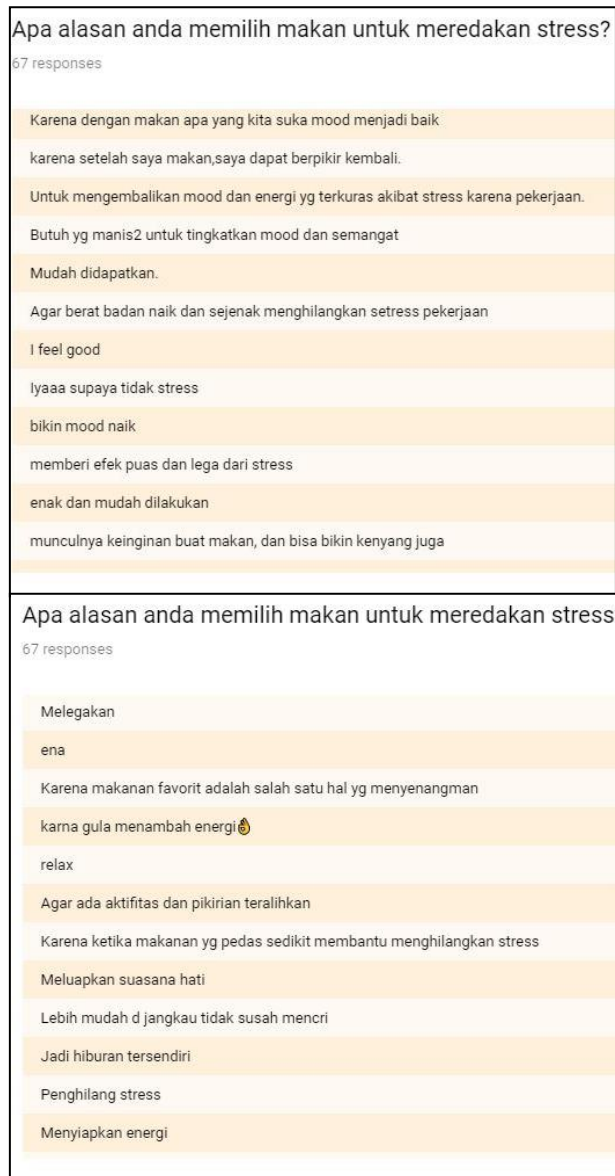 Apa alasan anda memilih makan untuk meredakan stress?
67 responses
Karena dengan makan apa yang kita suka mood menjadi baik
karena setelah saya makan,saya dapat berpikir kembali.
Untuk mengembalikan mood dan energi yg terkuras akibat stress karena pekerjaan.
Butuh yg manis2 untuk tingkatkan mood dan semangat
Mudah didapatkan.
Agar berat badan naik dan sejenak menghilangkan setress pekerjaan
I feel good
Iyaaa supaya tidak stress
bikin mood naik
memberi efek puas dan lega dari stress
enak dan mudah dilakukan
munculnya keinginan buat makan, dan bisa bikin kenyang juga
Apa alasan anda memilih makan untuk meredakan stress
67 responses
Melegakan
ena
Karena makanan favorit adalah salah satu hal yg menyenangman
karna gula menambah energi👌
relax
Agar ada aktifitas dan pikirian teralihkan
Karena ketika makanan yg pedas sedikit membantu menghilangkan stress
Meluapkan suasana hati
Lebih mudah d jangkau tidak susah mencri
Jadi hiburan tersendiri
Penghilang stress
Menyiapkan energi